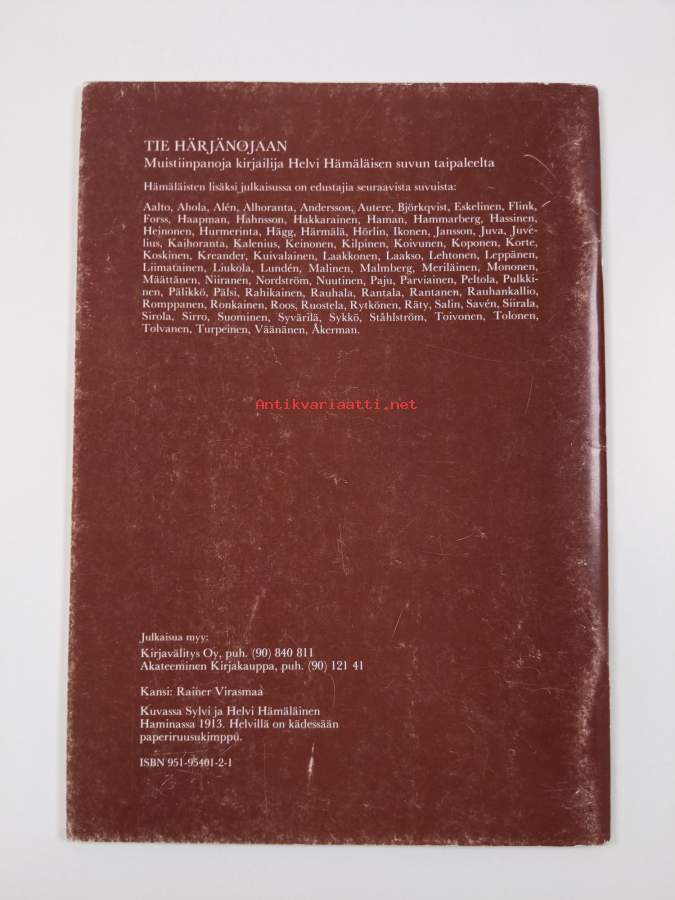 TIE HÄRJÄNOJAAN
Muistiinpanoja kirjailija Helvi Hämäläisen suvun taipaleelta
Hämäläisten lisäksi julkaisussa on edustajia seuraavista suvuista:
Aalto, Ahola, Alén, Alhoranta, Andersson, Autere, Björkqvist, Eskelinen, Flink,
Forss, Haapman, Hahnsson, Hakkarainen, Haman, Hammarberg, Hassinen,
Heinonen, Hurmerinta, Hägg, Härmälä, Hörlin, Ikonen, Jansson, Juva, Juve-
lius, Kaihoranta, Kalenius, Keinonen, Kilpinen, Koivunen, Koponen, Korte,
Koskinen, Kreander, Kuivalainen, Laakkonen, Laakso, Lehtonen, Leppänen,
Liimatainen, Liukola, Lundén, Malinen, Malmberg, Meriläinen, Mononen,
Määttänen, Niiranen, Nordström, Nuutinen, Paju, Parviainen, Peltola, Pulkki-
nen, Pälikkö, Pälsi, Rahikainen, Rauhala, Rantala, Rantanen, Rauhankallio,
Romppanen, Ronkainen, Roos, Ruostela, Rytkönen, Räty, Salin, Savén, Siirala,
Sirola, Sirro, Suominen, Syvärilä, Sykkö, Ståhlström, Toivonen, Tolonen,
Tolvanen, Turpeinen, Väänänen, Åkerman.
Antikvariaatti.net
Julkaisua myy:
Kirjavälitys Oy, puh. (90) 840 811
Akateeminen Kirjakauppa, puh. (90) 121 41
Kansi: Rainer Virasmaa
Kuvassa Sylvi ja Helvi Hämäläinen
Haminassa 1913. Helvillä on kädessään
paperiruusukimppu.
ISBN 951-95401-2-1